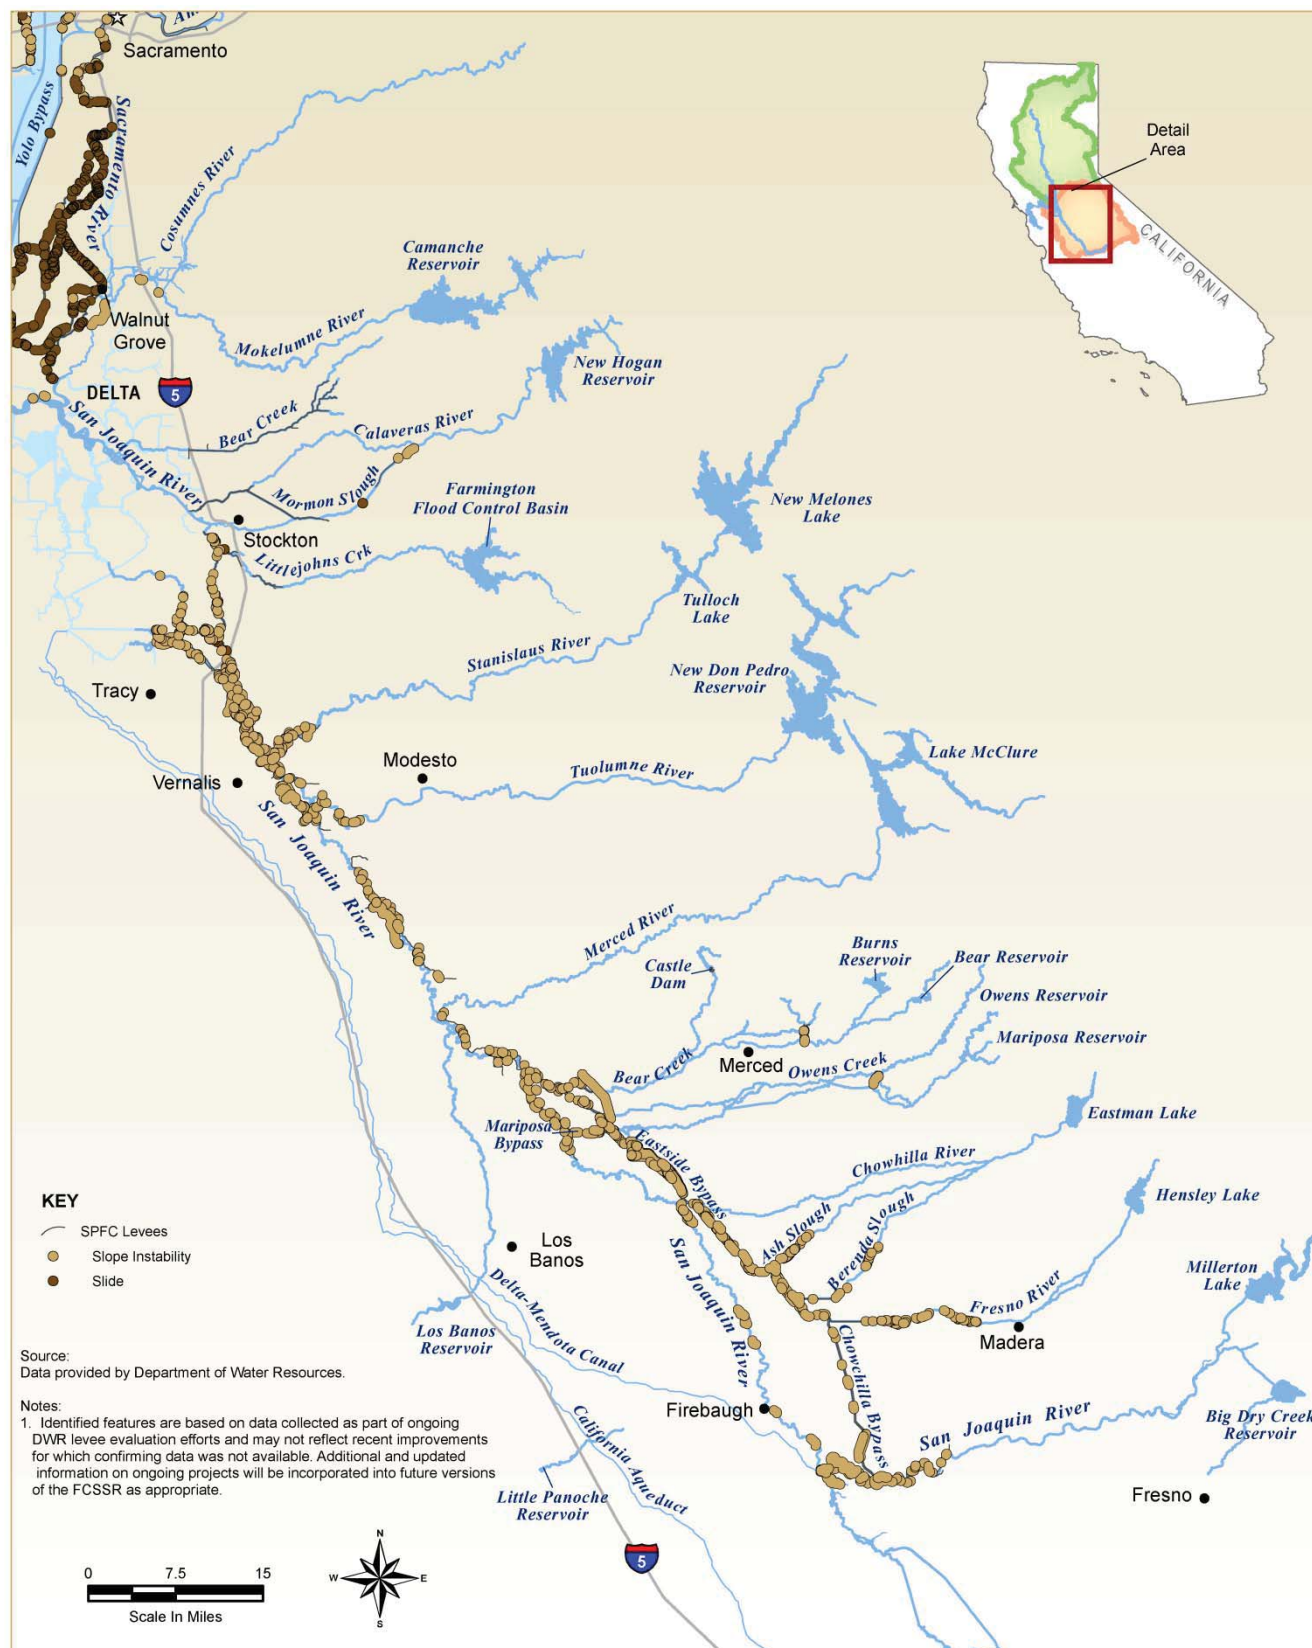 Am
Sacramento
Yolo Bypass
Sacramento River
Cosumnes River
Detail
Area
CALIFORNIA
Camanche
Reservoir
Walnut
Grove
Mokelumne River
New Hogan
Reservoir
DELTA
5
San Joaquin River
Bear Creek
Calaveras River
Mormon Slough
Farmington
Flood Control Basin
New Melones
Lake
Stockton
Littlejohns Crk
Tulloch
Lake
Stanislaus River
New Don Pedro
Reservoir
Tracy
Lake McClure
Modesto
Tuolumne River
Vernalis
San Joaquin River
Merced River
Castle
Dam
Burns
Reservoir
Bear Reservoir
Owens Reservoir
Mariposa Reservoir
Bear Creek
Merced
Owens Creek
Mariposa
Bypass
Eastside Bypass
Eastman Lake
Chowhilla River
Hensley Lake
Ash Slough
Berenda Slough
Los
Banos
San Joaquin River
Millerton
Lake
Delta-Mendota Canal
Fresno River
Madera
Los Banos
Reservoir
Chowchilla Bypass
Firebaugh
San Joaquin River
Big Dry Creek
Reservoir
California Aqueduct
Little Panoche
Reservoir
Fresno
5
KEY
SPFC Levees
Slope Instability
Slide
Source:
Data provided by Department of Water Resources.
Notes:
1. Identified features are based on data collected as part of ongoing
DWR levee evaluation efforts and may not reflect recent improvements
for which confirming data was not available. Additional and updated
information on ongoing projects will be incorporated into future versions
of the FCSSR as appropriate.
N
W E
S
0 7.5 15
Scale In Miles